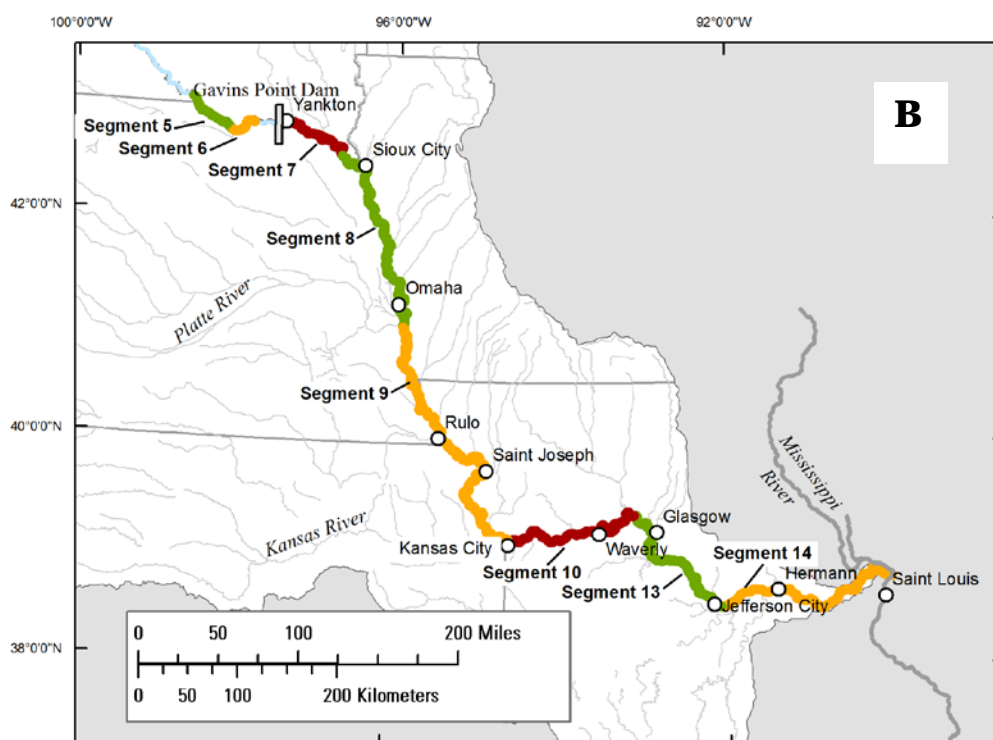 100°0'0"W
96°0'0"W
92°0'0"W
B
Gavins Point Dam
Yankton
Segment 5
Segment 6
Segment 7
Sioux City
42°0'0"N
Segment 8
Omaha
Platte River
Segment 9
40°0'0"N
Rulo
Saint Joseph
Mississippi
River
Kansas River
Glasgow
Kansas City
Waverly
Segment 14
Segment 10
Hermann
Saint Louis
Segment 13
Jefferson City
38°0'0"N
0 50 100 200 Miles
0 50 100 200 Kilometers